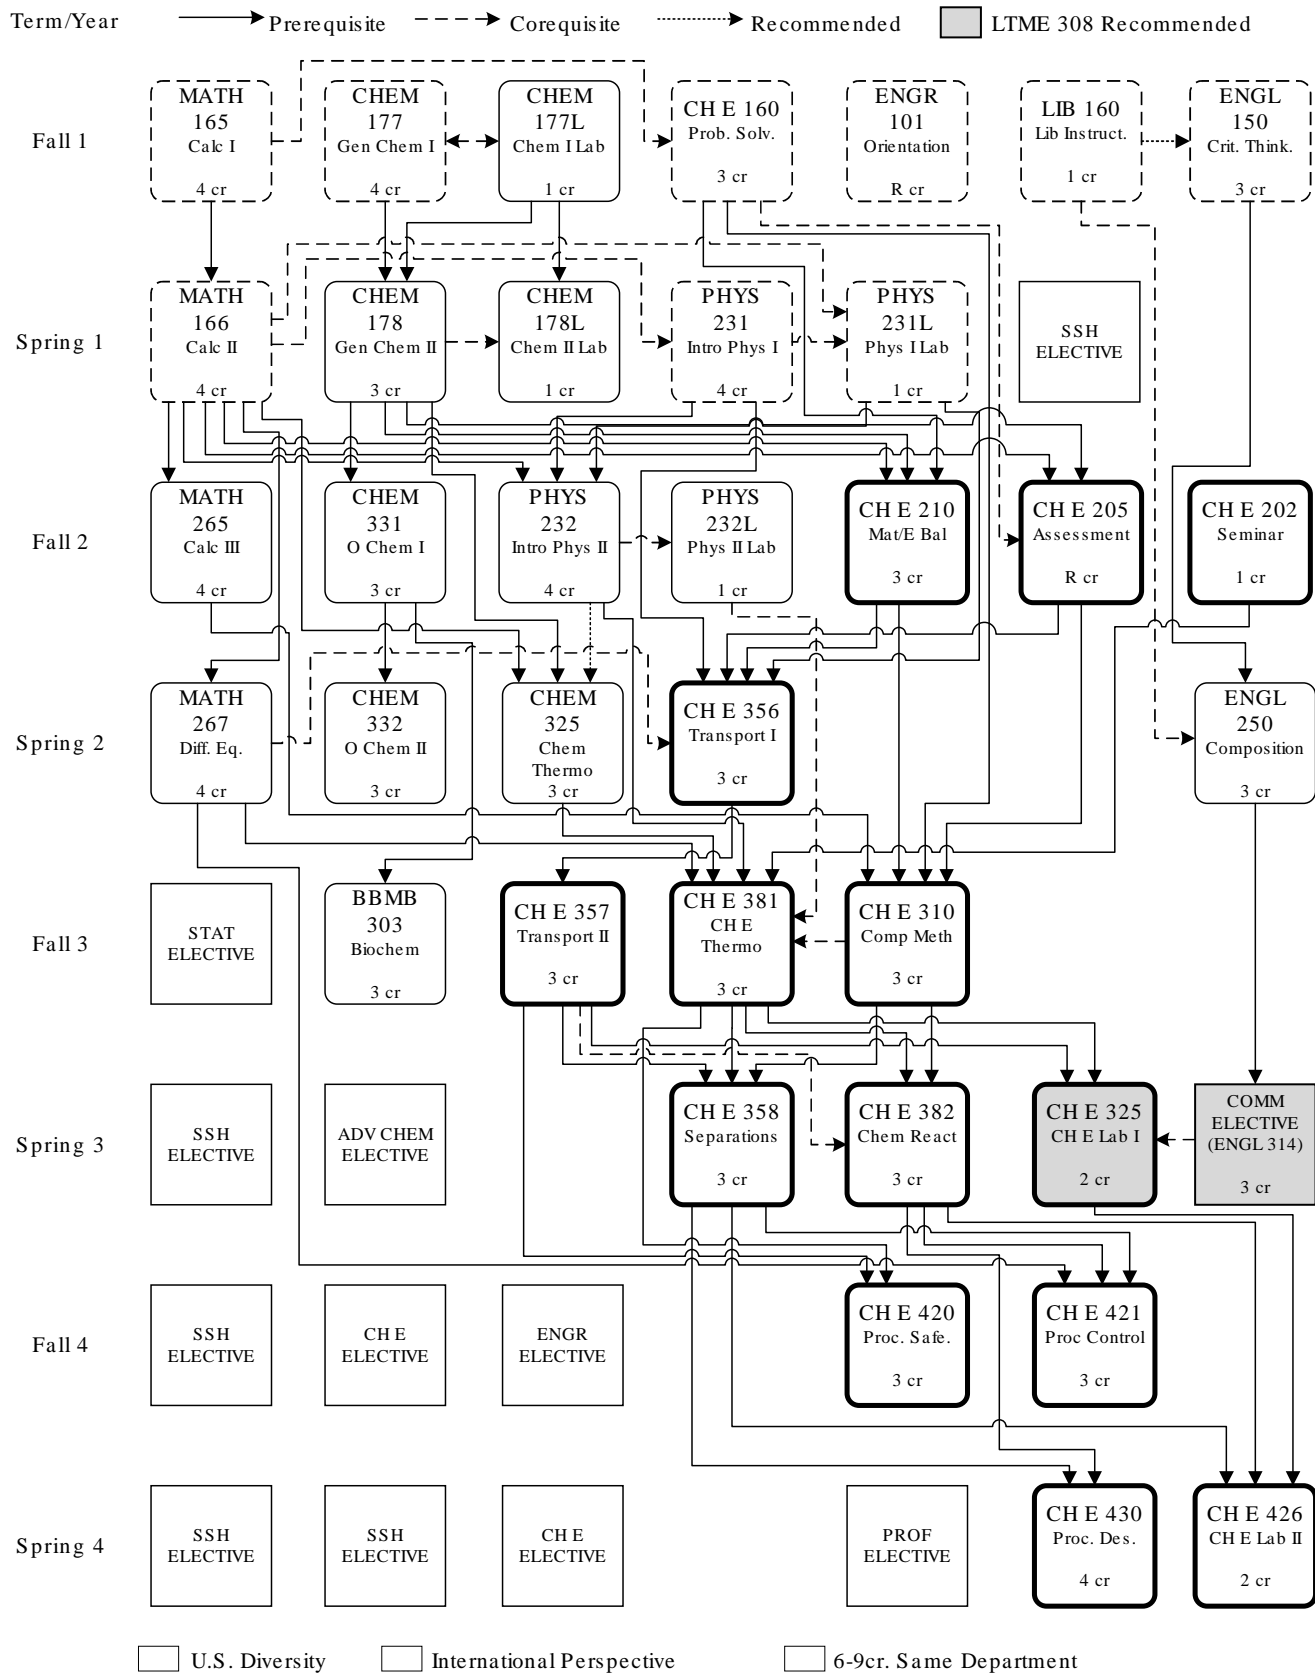 Term/Year
Prerequisite
Corequisite
Recommended
LTME 308 Recommended
Fall 1
MATH
165
Calc I
4 cr
CHEM
177
Gen Chem I
4 cr
CHEM
177L
Chem I Lab
1 cr
CH E 160
Prob. Solv.
3 cr
ENGR
101
Orientation
R cr
LIB 160
Lib Instruct.
1 cr
ENGL
150
Crit. Think.
3 cr
Spring 1
MATH
166
Calc II
4 cr
CHEM
178
Gen Chem II
3 cr
CHEM
178L
Chem II Lab
1 cr
PHYS
231
Intro Phys I
4 cr
PHYS
231L
Phys I Lab
1 cr
SSH
ELECTIVE
Fall 2
MATH
265
Calc III
4 cr
CHEM
331
O Chem I
3 cr
PHYS
232
Intro Phys II
4 cr
PHYS
232L
Phys II Lab
1 cr
CH E 210
Mat/E Bal
3 cr
CH E 205
Assessment
R cr
CH E 202
Seminar
1 cr
Spring 2
MATH
267
Diff. Eq.
4 cr
CHEM
332
O Chem II
3 cr
CHEM
325
Chem
Thermo
3 cr
CH E 356
Transport I
3 cr
ENGL
250
Composition
3 cr
Fall 3
STAT
ELECTIVE
BBMB
303
Biochem
3 cr
CH E 357
Transport II
3 cr
CH E 381
CH E
Thermo
3 cr
CH E 310
Comp Meth
3 cr
Spring 3
SSH
ELECTIVE
ADV CHEM
ELECTIVE
CH E 358
Separations
3 cr
CH E 382
Chem React
3 cr
CH E 325
CH E Lab I
2 cr
COMM
ELECTIVE
(ENGL 314)
3 cr
Fall 4
SSH
ELECTIVE
CH E
ELECTIVE
ENGR
ELECTIVE
CH E 420
Proc. Safe.
3 cr
CH E 421
Proc Control
3 cr
Spring 4
SSH
ELECTIVE
SSH
ELECTIVE
CH E
ELECTIVE
PROF
ELECTIVE
CH E 430
Proc. Des.
4 cr
CH E 426
CH E Lab II
2 cr
U.S. Diversity
International Perspective
6-9cr. Same Department